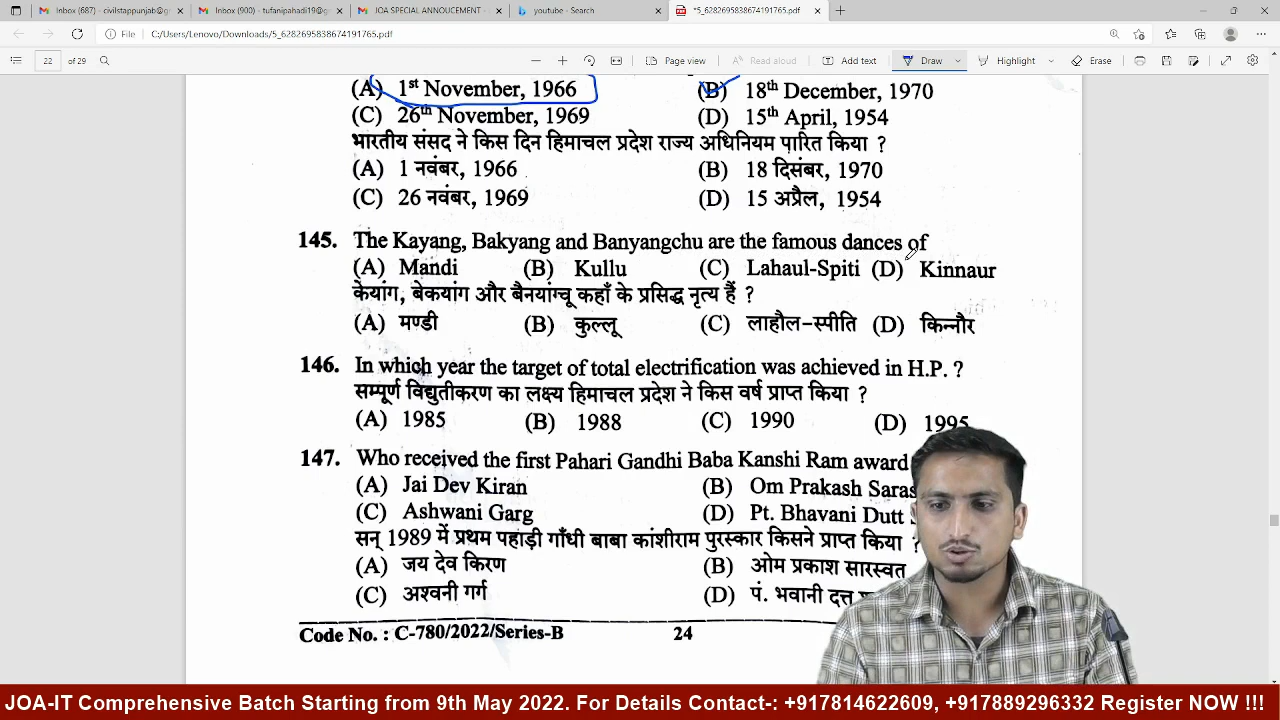 Inbox (687) - civilstappunjab@gr
Inbox (900) - tufanipahadi19@gr
JOA SPECIAL ANNOUCEMENT -
youtube - Search
*5_6282695838674191765.pdf
File
C:/Users/Lenovo/Downloads/5_6282695838674191765.pdf
22 of 29
Page view
Read aloud
Add text
Draw
Highlight
Erase
(A) 1st November, 1966 (B) 18th December, 1970
(C) 26th November, 1969 (D) 15th April, 1954
भारतीय संसद ने किस दिन हिमाचल प्रदेश राज्य अधिनियम पारित किया ?
(A) 1 नवंबर, 1966 (B) 18 दिसंबर, 1970
(C) 26 नवंबर, 1969 (D) 15 अप्रैल, 1954
145. The Kayang, Bakyang and Banyangchu are the famous dances of
(A) Mandi (B) Kullu (C) Lahaul-Spiti (D) Kinnaur
केयांग, बेकयांग और बैनयांग्चू कहाँ के प्रसिद्ध नृत्य हैं ?
(A) मण्डी (B) कुल्लू (C) लाहौल-स्पीति (D) किन्नौर
146. In which year the target of total electrification was achieved in H.P. ?
सम्पूर्ण विद्युतीकरण का लक्ष्य हिमाचल प्रदेश ने किस वर्ष प्राप्त किया ?
(A) 1985 (B) 1988 (C) 1990 (D) 1995
147. Who received the first Pahari Gandhi Baba Kanshi Ram award
(A) Jai Dev Kiran (B) Om Prakash Saras
(C) Ashwani Garg (D) Pt. Bhavani Dutt
सन् 1989 में प्रथम पहाड़ी गाँधी बाबा कांशीराम पुरस्कार किसने प्राप्त किया ?
(A) जय देव किरण (B) ओम प्रकाश सारस्वत
(C) अश्वनी गर्ग (D) पं. भवानी दत्त
Code No. : C-780/2022/Series-B 24
JOA-IT Comprehensive Batch Starting from 9th May 2022. For Details Contact-: +917814622609, +917889296332 Register NOW !!!